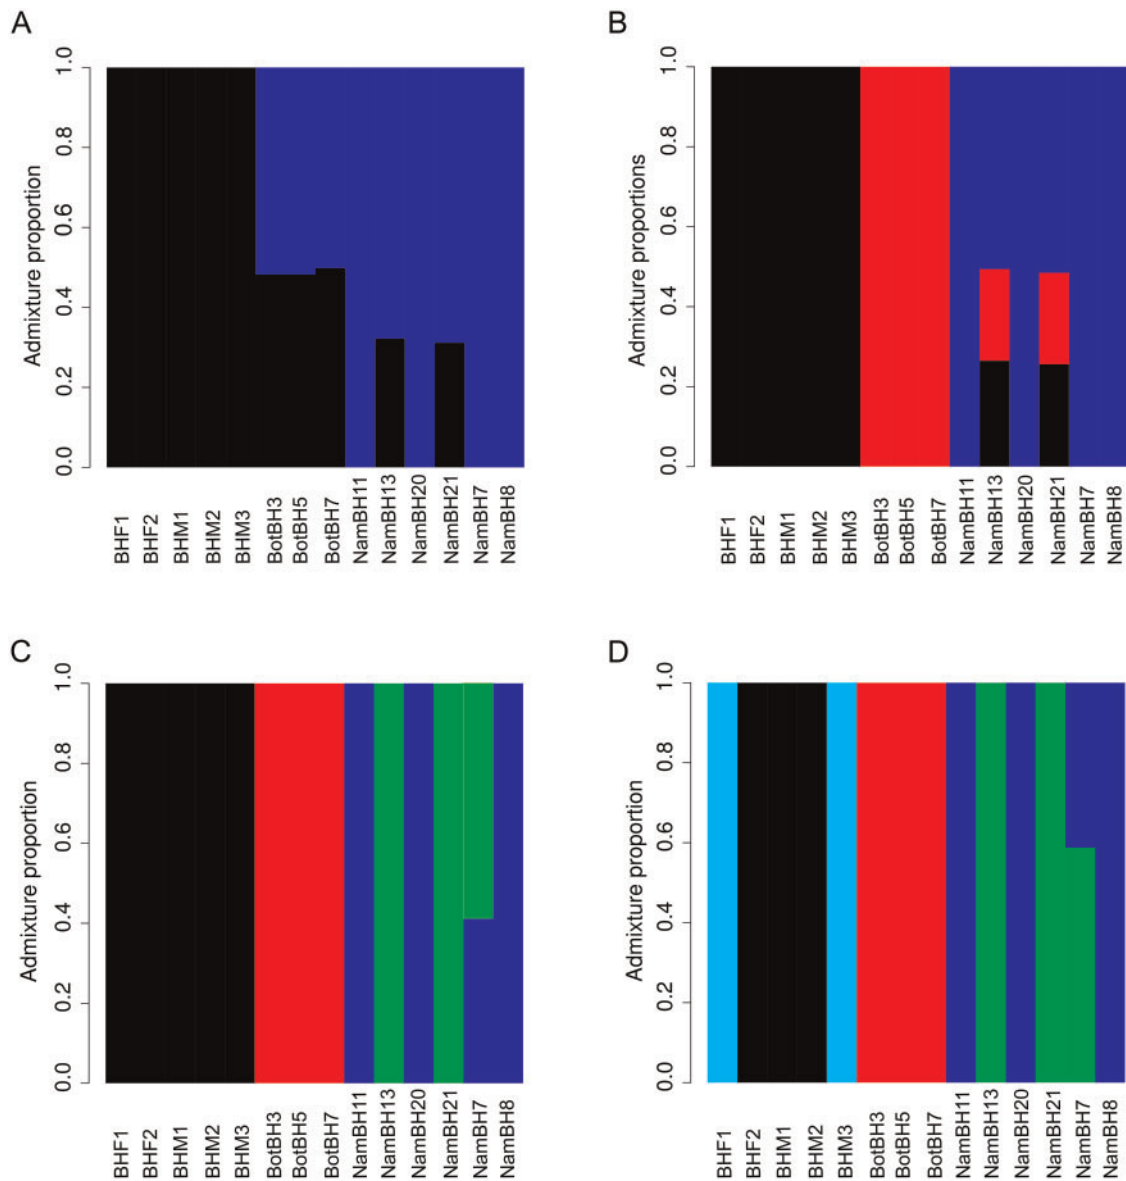 A
Admixture proportion
0.0 0.2 0.4 0.6 0.8 1.0
BHF1 BHF2 BHM1 BHM2 BHM3 BotBH3 BotBH5 BotBH7 NamBH11 NamBH13 NamBH20 NamBH21 NamBH7 NamBH8
B
Admixture proportions
0.0 0.2 0.4 0.6 0.8 1.0
BHF1 BHF2 BHM1 BHM2 BHM3 BotBH3 BotBH5 BotBH7 NamBH11 NamBH13 NamBH20 NamBH21 NamBH7 NamBH8
C
Admixture proportion
0.0 0.2 0.4 0.6 0.8 1.0
BHF1 BHF2 BHM1 BHM2 BHM3 BotBH3 BotBH5 BotBH7 NamBH11 NamBH13 NamBH20 NamBH21 NamBH7 NamBH8
D
Admixture proportion
0.0 0.2 0.4 0.6 0.8 1.0
BHF1 BHF2 BHM1 BHM2 BHM3 BotBH3 BotBH5 BotBH7 NamBH11 NamBH13 NamBH20 NamBH21 NamBH7 NamBH8